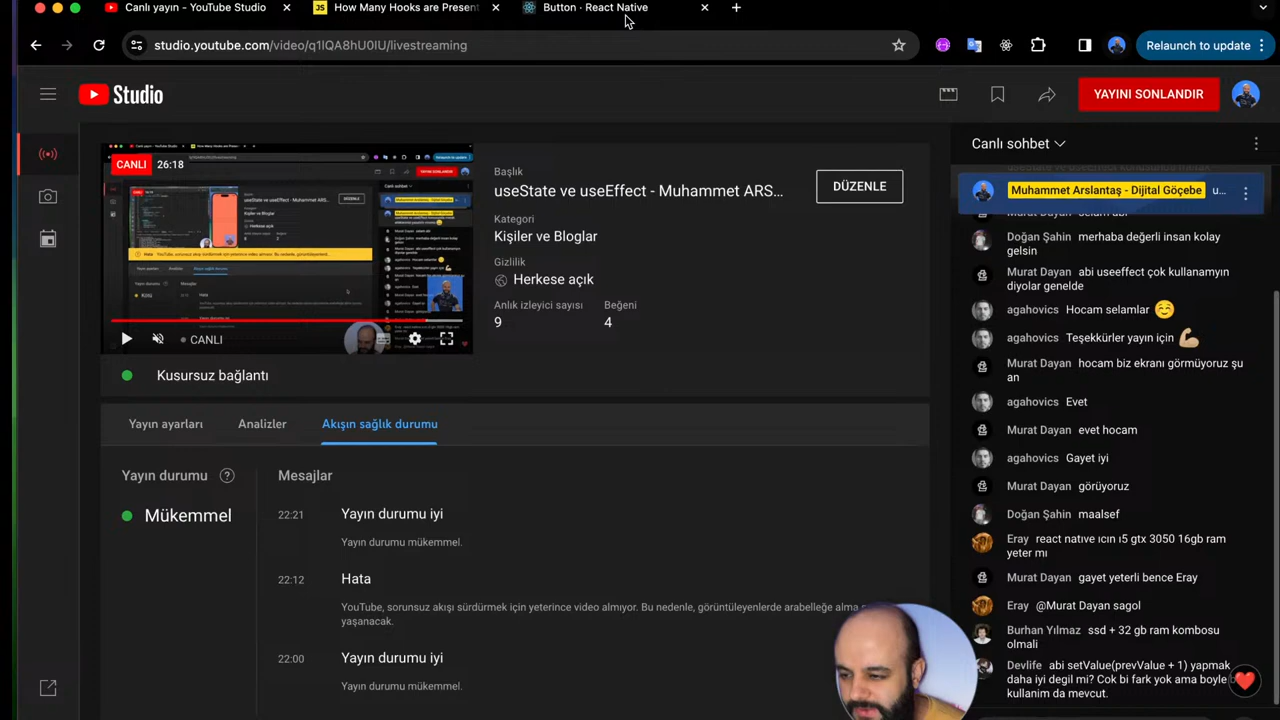 Canlı yayın - YouTube Studio
JS How Many Hooks are Present
Button · React Native
studio.youtube.com/video/q1lQA8hU0IU/livestreaming
Relaunch to update
Studio
YAYINI SONLANDIR
CANLI 26:18
CANLI
Kusursuz bağlantı
Başlık
useState ve useEffect - Muhammet ARS...
DÜZENLE
Kategori
Kişiler ve Bloglar
Gizlilik
Herkese açık
Anlık izleyici sayısı Beğeni
9 4
Yayın ayarları Analizler Akışın sağlık durumu
Yayın durumu
Mükemmel
Mesajlar
22:21 Yayın durumu iyi
Yayın durumu mükemmel.
22:12 Hata
YouTube, sorunsuz akışı sürdürmek için yeterince video almıyor. Bu nedenle, görüntüleyenlerde arabelleğe alma
yaşanacak.
22:00 Yayın durumu iyi
Yayın durumu mükemmel.
Canlı sohbet
Muhammet Arslantaş - Dijital Göçebe u...
Doğan Şahin
gelsin
Murat Dayan abi useEffect çok kullanamyın
diyolar genelde
agahovics Hocam selamlar
agahovics Teşekkürler yayın için
Murat Dayan hocam biz ekranı görmüyoruz şu
an
agahovics Evet
Murat Dayan evet hocam
agahovics Gayet iyi
Murat Dayan görüyoruz
Doğan Şahin maalsef
Eray react natıve ıcın ı5 gtx 3050 16gb ram
yeter mı
Murat Dayan gayet yeterli bence Eray
Eray @Murat Dayan sagol
Burhan Yılmaz ssd + 32 gb ram kombosu
olmali
Devlife abi setValue(prevValue + 1) yapmak
daha iyi degil mi? Cok bi fark yok ama boyle bi
kullanim da mevcut.